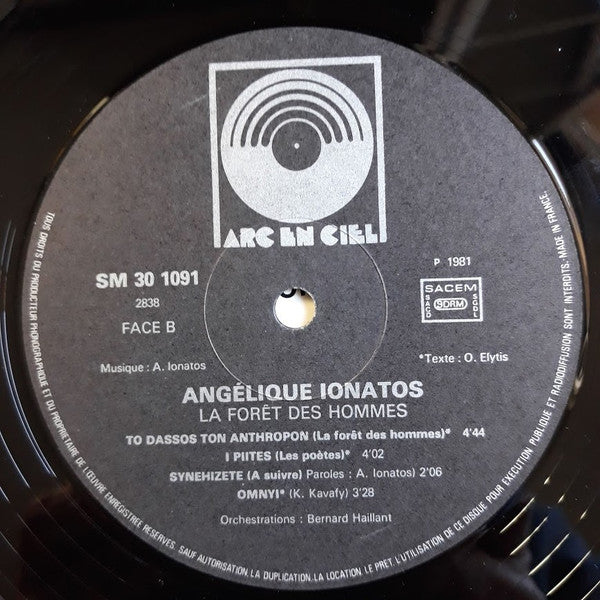 ARC EN CIEL
SM 30 1091
2838
FACE B
P 1981
SACEM
SACD
SDRM
SGDL
Musique : A. Ionatos
*Texte : O. Elytis
ANGÉLIQUE IONATOS
LA FORÊT DES HOMMES
TO DASSOS TON ANTHROPON (La forêt des hommes)* 4'44
I PIITES (Les poètes)* 4'02
SYNEHIZETE (A suivre) Paroles : A. Ionatos) 2'06
OMNYI* (K. Kavafy) 3'28
Orchestrations : Bernard Haillant
TOUS DROITS DU PRODUCTEUR PHONOGRAPHIQUE ET DU PROPRIETAIRE DE L'ŒUVRE ENREGISTREE RESERVES. SAUF AUTORISATION, LA DUPLICATION, LA LOCATION, LE PRET, L'UTILISATION DE CE DISQUE POUR EXECUTION PUBLIQUE ET RADIODIFFUSION SONT INTERDITS. MADE IN FRANCE.